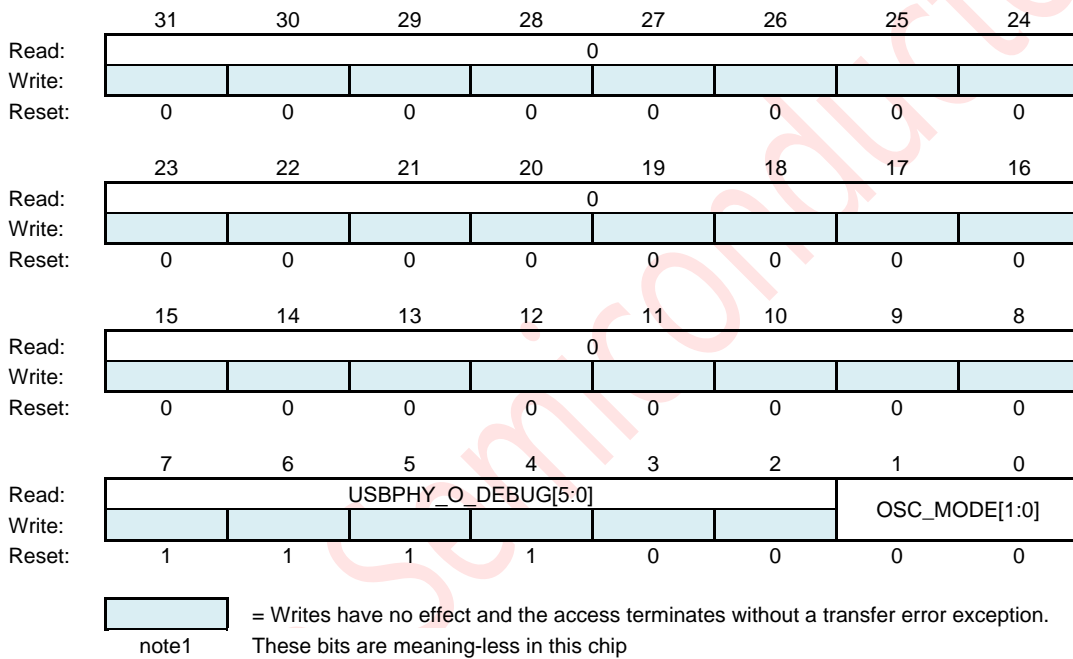 31 30 29 28 27 26 25 24
Read: 0
Write:
Reset: 0 0 0 0 0 0 0 0
23 22 21 20 19 18 17 16
Read: 0
Write:
Reset: 0 0 0 0 0 0 0 0
15 14 13 12 11 10 9 8
Read: 0
Write:
Reset: 0 0 0 0 0 0 0 0
7 6 5 4 3 2 1 0
Read: USBPHY_O_DEBUG[5:0] OSC_MODE[1:0]
Write:
Reset: 1 1 1 1 0 0 0 0
= Writes have no effect and the access terminates without a transfer error exception.
note1 These bits are meaning-less in this chip
Semiconducto